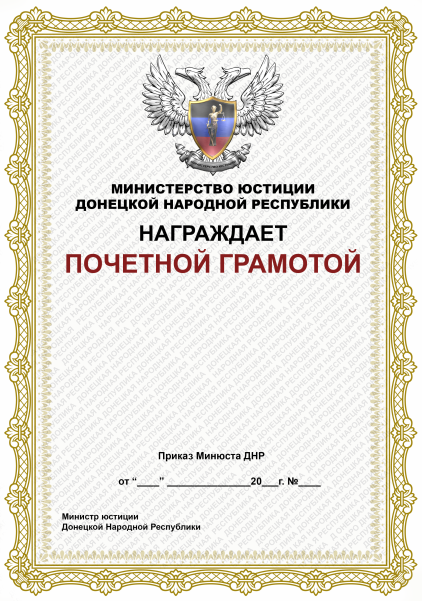 МИНИСТЕРСТВО ЮСТИЦИИ
ДОНЕЦКОЙ НАРОДНОЙ РЕСПУБЛИКИ
НАГРАЖДАЕТ
ПОЧЕТНОЙ ГРАМОТОЙ
Приказ Минюста ДНР
от “____” _______________20___г. №____
Министр юстиции
Донецкой Народной Республики